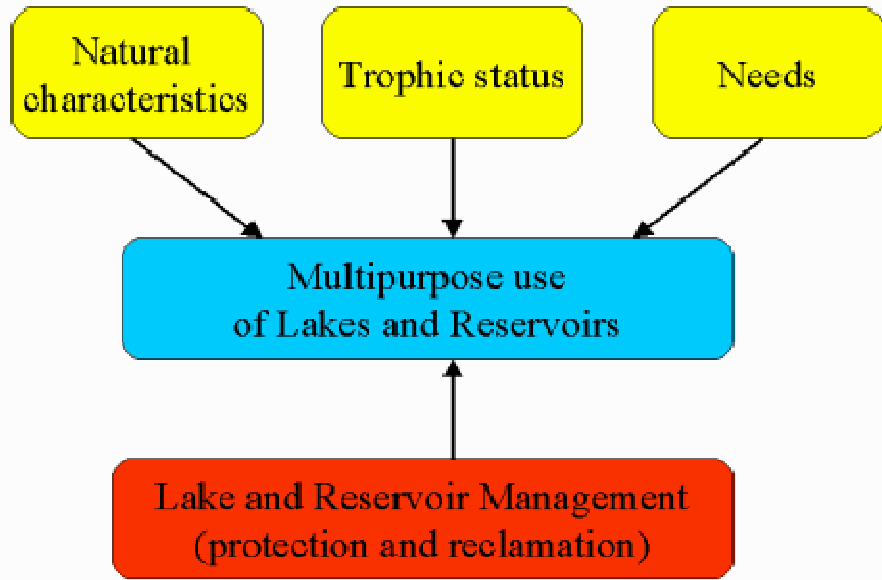 Natural
characteristics
Trophic status
Needs
Multipurpose use
of Lakes and Reservoirs
Lake and Reservoir Management
(protection and reclamation)